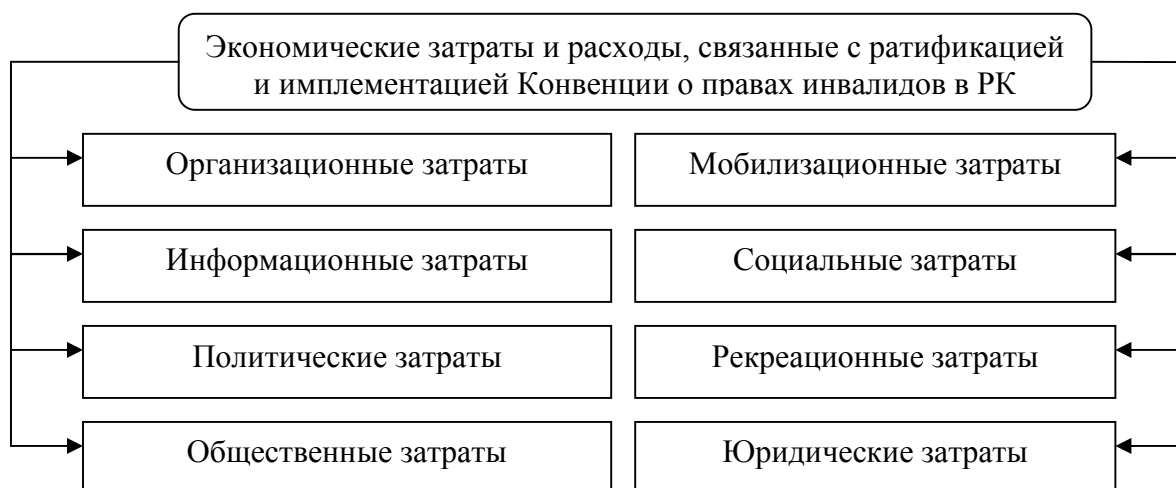 Экономические затраты и расходы, связанные с ратификацией
и имплементацией Конвенции о правах инвалидов в РК
Организационные затраты
Мобилизационные затраты
Информационные затраты
Социальные затраты
Политические затраты
Рекреационные затраты
Общественные затраты
Юридические затраты